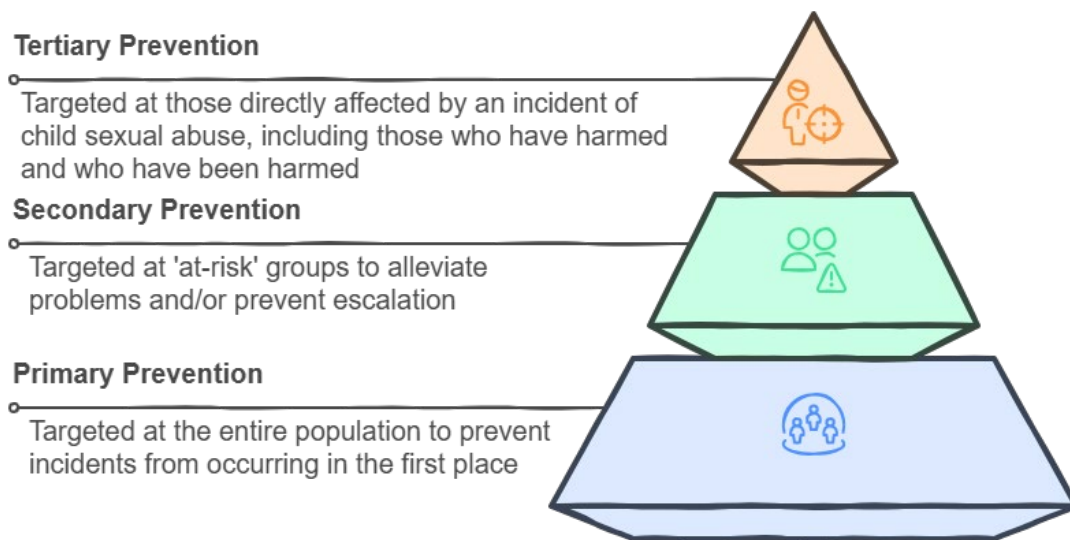 Tertiary Prevention
Targeted at those directly affected by an incident of
child sexual abuse, including those who have harmed
and who have been harmed
Secondary Prevention
Targeted at 'at-risk' groups to alleviate
problems and/or prevent escalation
Primary Prevention
Targeted at the entire population to prevent
incidents from occurring in the first place